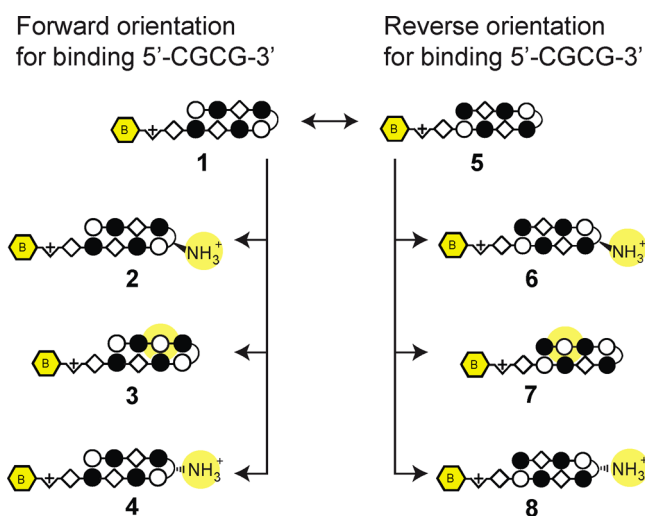 Forward orientation
for binding 5'-CGCG-3'
Reverse orientation
for binding 5'-CGCG-3'
B + B +
1 5
B + NH3+ B + NH3+
2 6
B + B +
3 7
B + NH3+ B + NH3+
4 8